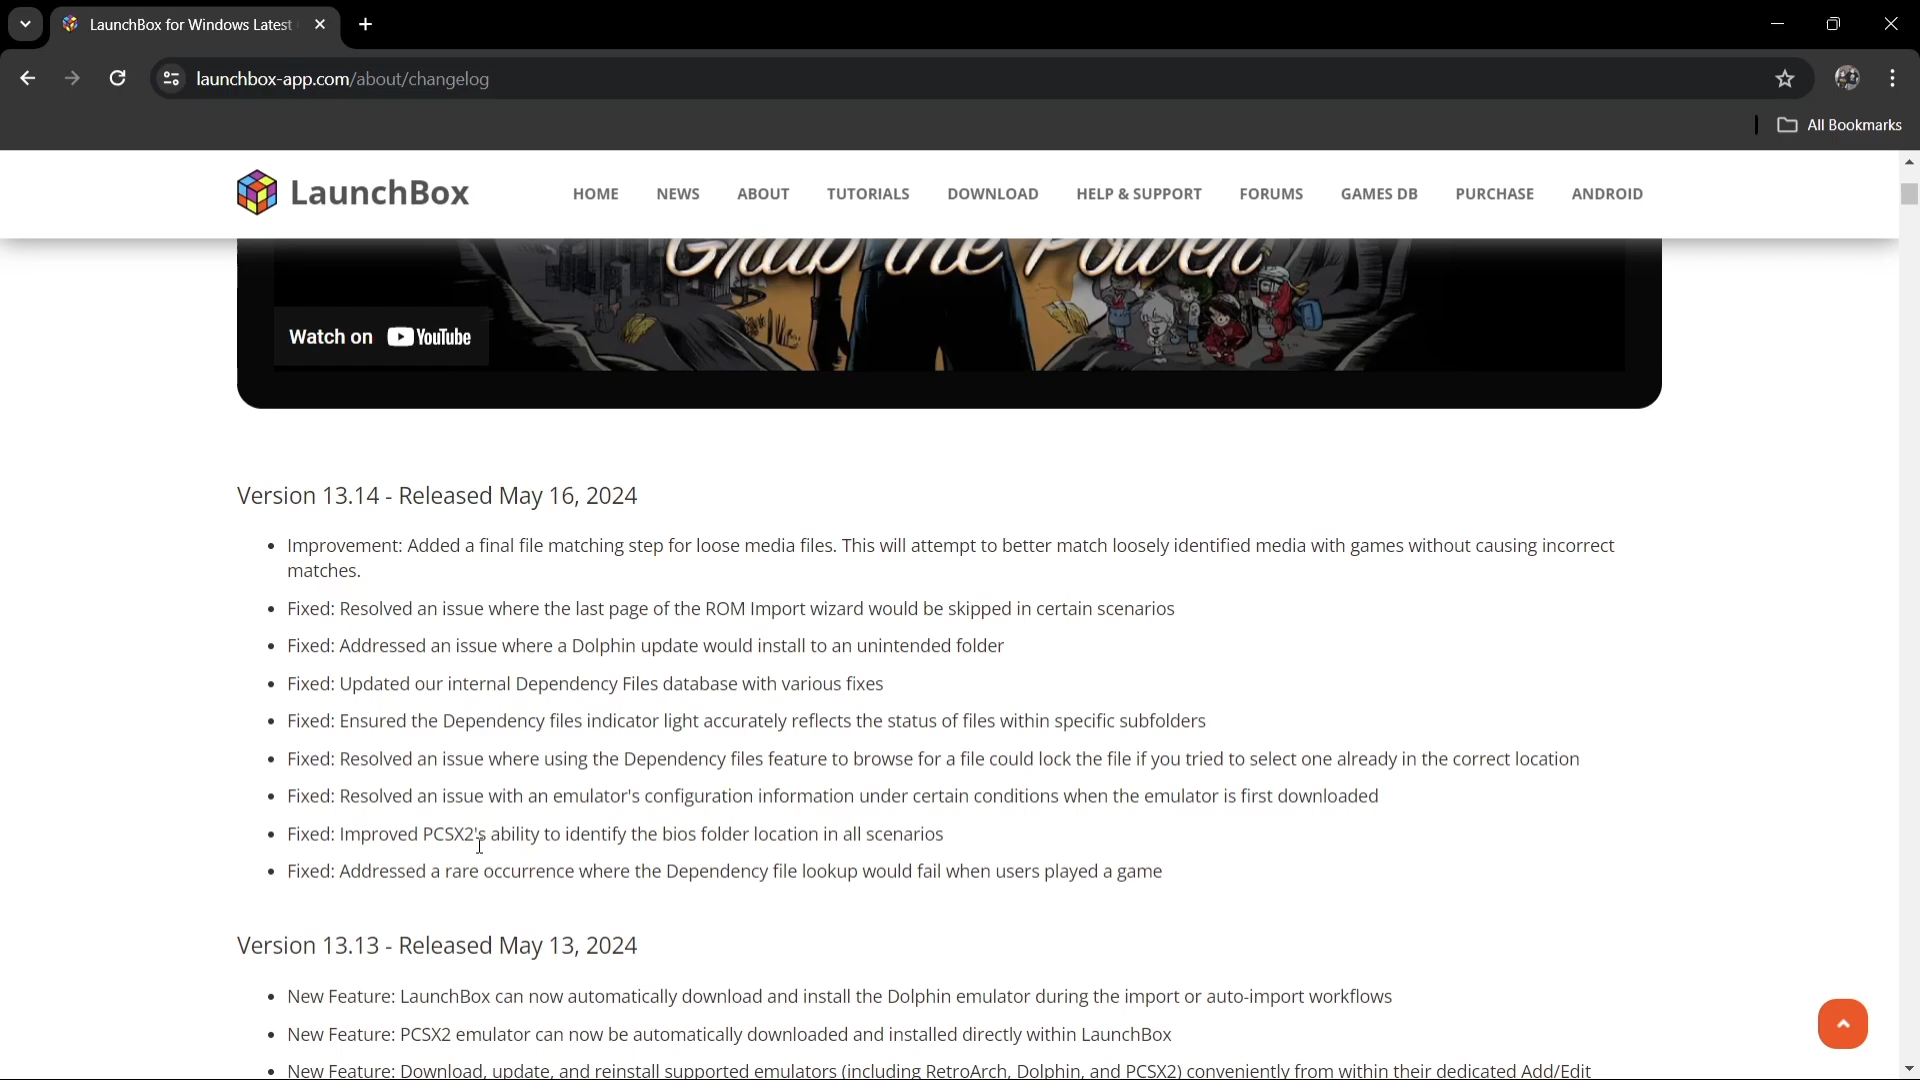 LaunchBox for Windows Latest
launchbox-app.com/about/changelog
All Bookmarks
LaunchBox
HOME NEWS ABOUT TUTORIALS DOWNLOAD HELP & SUPPORT FORUMS GAMES DB PURCHASE ANDROID
Grab the Power
Watch on YouTube
Version 13.14 - Released May 16, 2024
• Improvement: Added a final file matching step for loose media files. This will attempt to better match loosely identified media with games without causing incorrect
matches.
• Fixed: Resolved an issue where the last page of the ROM Import wizard would be skipped in certain scenarios
• Fixed: Addressed an issue where a Dolphin update would install to an unintended folder
• Fixed: Updated our internal Dependency Files database with various fixes
• Fixed: Ensured the Dependency files indicator light accurately reflects the status of files within specific subfolders
• Fixed: Resolved an issue where using the Dependency files feature to browse for a file could lock the file if you tried to select one already in the correct location
• Fixed: Resolved an issue with an emulator's configuration information under certain conditions when the emulator is first downloaded
• Fixed: Improved PCSX2's ability to identify the bios folder location in all scenarios
• Fixed: Addressed a rare occurrence where the Dependency file lookup would fail when users played a game
Version 13.13 - Released May 13, 2024
• New Feature: LaunchBox can now automatically download and install the Dolphin emulator during the import or auto-import workflows
• New Feature: PCSX2 emulator can now be automatically downloaded and installed directly within LaunchBox
• New Feature: Download, update, and reinstall supported emulators (including RetroArch, Dolphin, and PCSX2) conveniently from within their dedicated Add/Edit